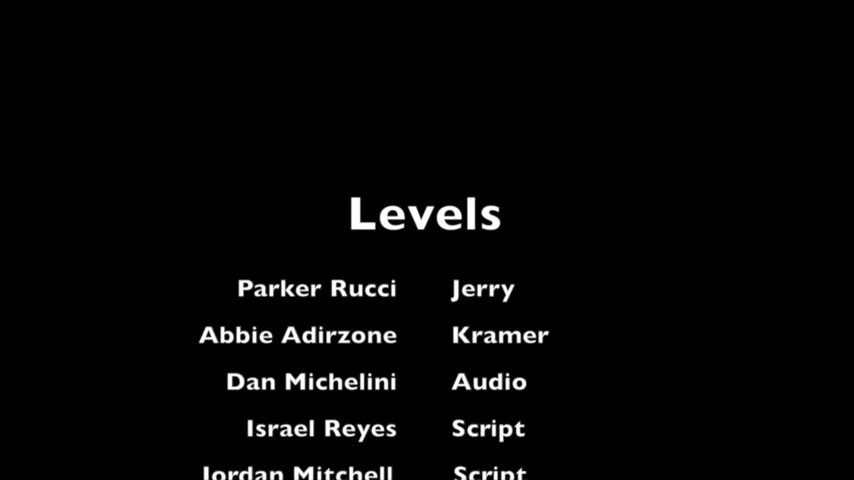 Levels
Parker Rucci Jerry
Abbie Adirzone Kramer
Dan Michelini Audio
Israel Reyes Script
Jordan Mitchell Script